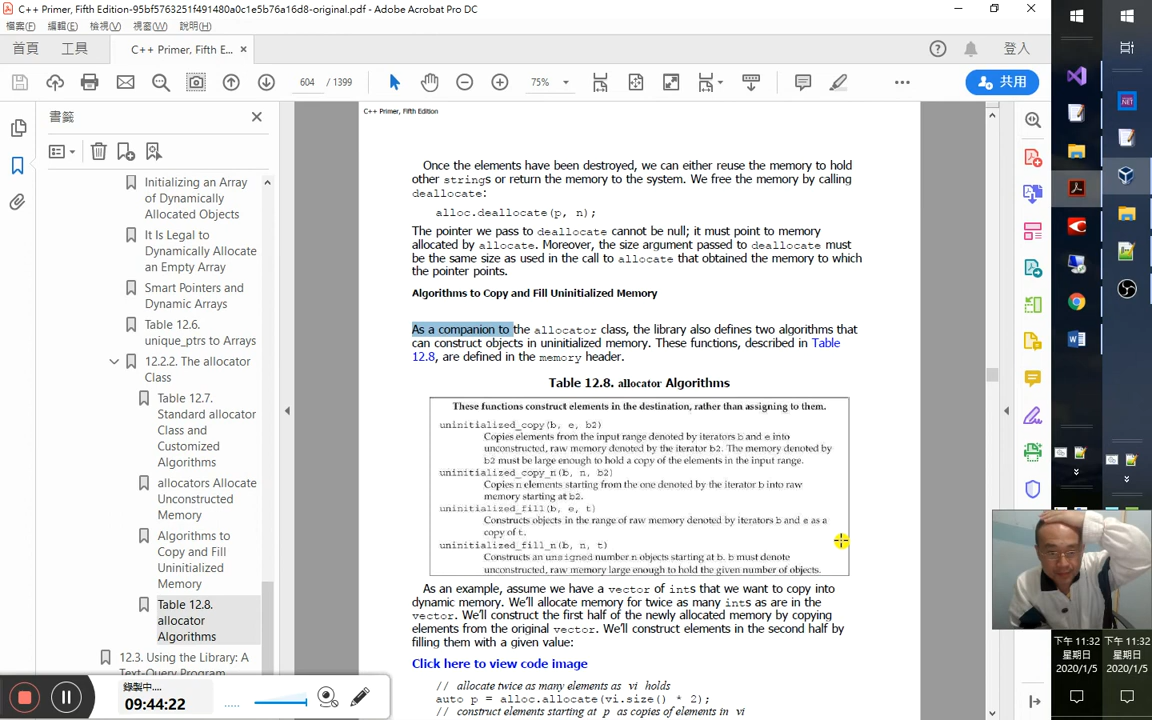 C++ Primer, Fifth Edition-95bf5763251f491480a0c1e5b76a16d8-original.pdf - Adobe Acrobat Pro DC
檔案(F) 編輯(E) 檢視(V) 視窗(W) 說明(H)
首頁 工具 C++ Primer, Fifth E... × 登入
604 / 1399 75% 共用
書籤
Initializing an Array
of Dynamically
Allocated Objects
It Is Legal to
Dynamically Allocate
an Empty Array
Smart Pointers and
Dynamic Arrays
Table 12.6.
unique_ptrs to Arrays
12.2.2. The allocator
Class
Table 12.7.
Standard allocator
Class and
Customized
Algorithms
allocators Allocate
Unconstructed
Memory
Algorithms to
Copy and Fill
Uninitialized
Memory
Table 12.8.
allocator
Algorithms
12.3. Using the Library: A
Text-Query Program
C++ Primer, Fifth Edition
Once the elements have been destroyed, we can either reuse the memory to hold
other strings or return the memory to the system. We free the memory by calling
deallocate:
alloc.deallocate(p, n);
The pointer we pass to deallocate cannot be null; it must point to memory
allocated by allocate. Moreover, the size argument passed to deallocate must
be the same size as used in the call to allocate that obtained the memory to which
the pointer points.
Algorithms to Copy and Fill Uninitialized Memory
As a companion to the allocator class, the library also defines two algorithms that
can construct objects in uninitialized memory. These functions, described in Table
12.8, are defined in the memory header.
Table 12.8. allocator Algorithms
These functions construct elements in the destination, rather than assigning to them.
uninitialized_copy(b, e, b2)
Copies elements from the input range denoted by iterators b and e into
unconstructed, raw memory denoted by the iterator b2. The memory denoted by
b2 must be large enough to hold a copy of the elements in the input range.
uninitialized_copy_n(b, n, b2)
Copies n elements starting from the one denoted by the iterator b into raw
memory starting at b2.
uninitialized_fill(b, e, t)
Constructs objects in the range of raw memory denoted by iterators b and e as a
copy of t.
uninitialized_fill_n(b, n, t)
Constructs an unsigned number n objects starting at b. b must denote
unconstructed, raw memory large enough to hold the given number of objects.
As an example, assume we have a vector of ints that we want to copy into
dynamic memory. We'll allocate memory for twice as many ints as are in the
vector. We'll construct the first half of the newly allocated memory by copying
elements from the original vector. We'll construct elements in the second half by
filling them with a given value:
Click here to view code image
// allocate twice as many elements as vi holds
auto p = alloc.allocate(vi.size() * 2);
// construct elements starting at p as copies of elements in vi
錄製中...
09:44:22
下午 11:32 下午 11:32
星期日 星期日
2020/1/5 2020/1/5